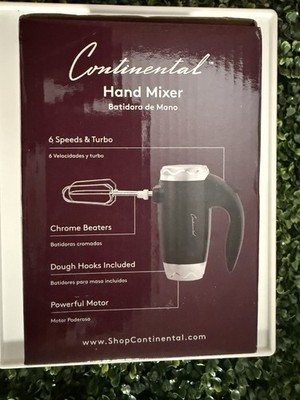 Continental™
Hand Mixer
Batidora de Mano
6 Speeds & Turbo
6 Velocidades y turbo
Continental
Chrome Beaters
Batidores cromados
Dough Hooks Included
Batidores para masa incluidos
Powerful Motor
Motor Poderoso
www.ShopContinental.com